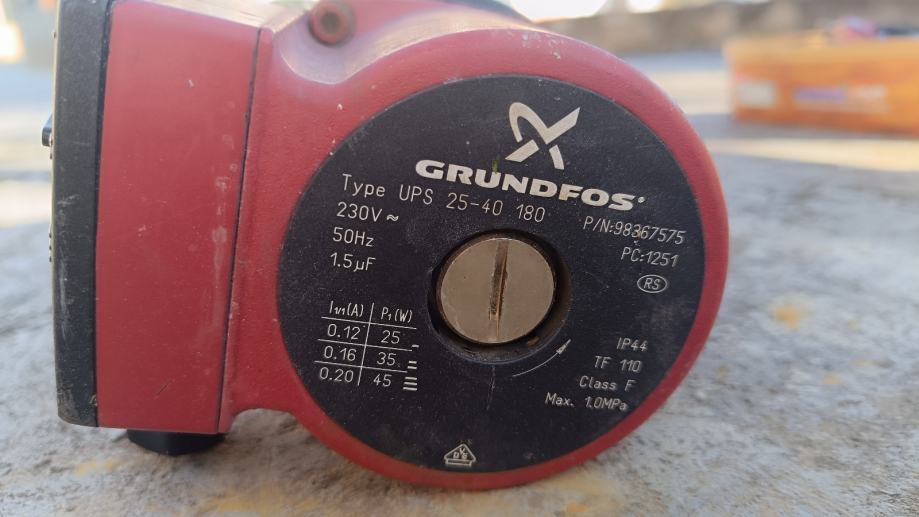 GRUNDFOS
Type UPS 25-40 180
230V ~
50Hz
1.5µF
P/N:98367575
PC:1251
RS
I₁/₁(A) P₁(W)
0.12 25
0.16 35
0.20 45
IP44
TF 110
Class F
Max. 1.0MPa
VDE